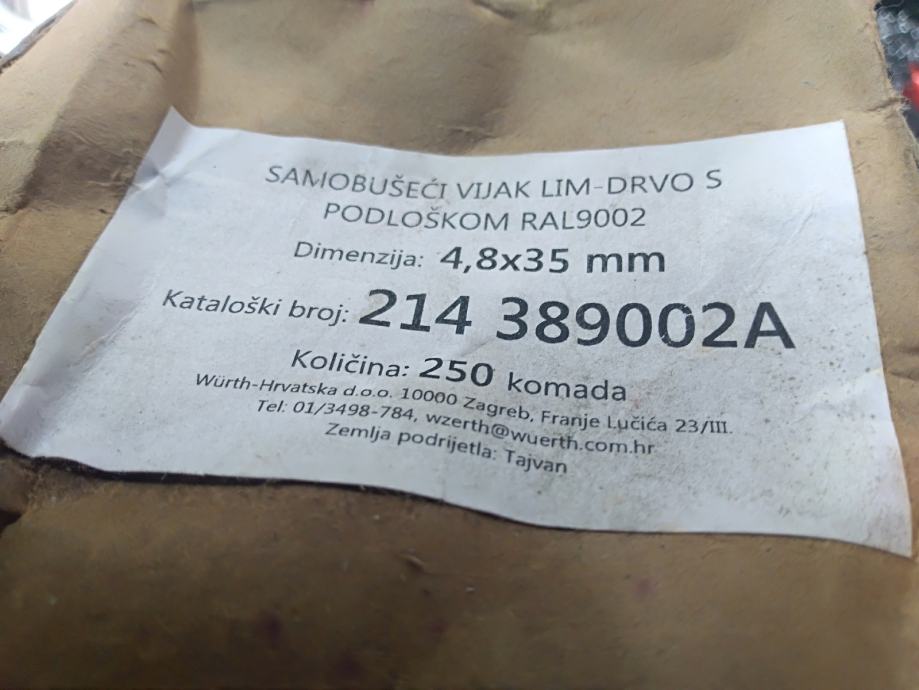 SAMOBUŠEĆI VIJAK LIM-DRVO S
PODLOŠKOM RAL9002
Dimenzija: 4,8x35 mm
Kataloški broj: 214 389002A
Količina: 250 komada
Würth-Hrvatska d.o.o. 10000 Zagreb, Franje Lučića 23/III.
Tel: 01/3498-784, wzerth@wuerth.com.hr
Zemlja podrijetla: Tajvan